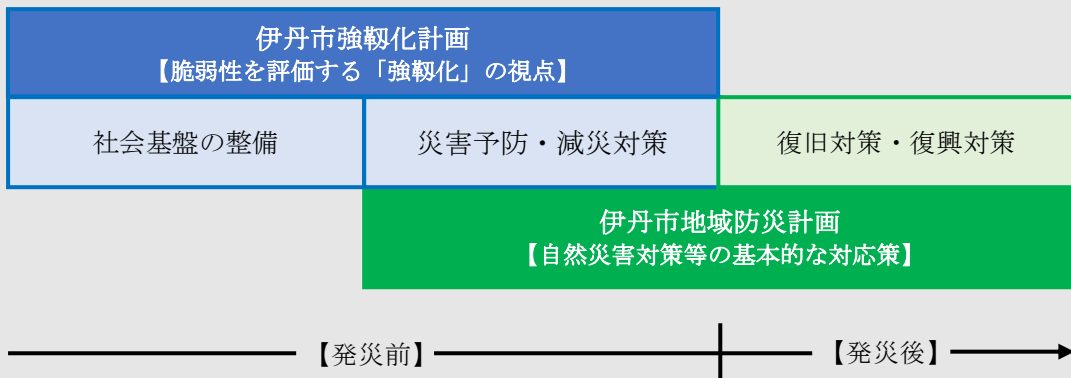 伊丹市強靱化計画
【脆弱性を評価する「強靱化」の視点】
社会基盤の整備
災害予防・減災対策
復旧対策・復興対策
伊丹市地域防災計画
【自然災害対策等の基本的な対応策】
【発災前】
【発災後】